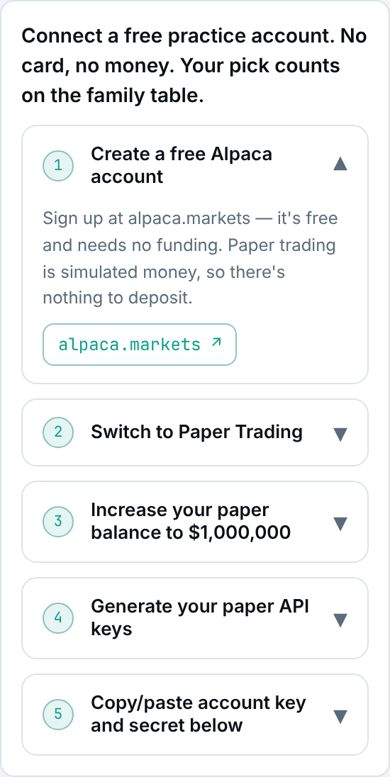 Connect a free practice account. No
card, no money. Your pick counts
on the family table.
1
Create a free Alpaca
account
▲
Sign up at alpaca.markets — it's free
and needs no funding. Paper trading
is simulated money, so there's
nothing to deposit.
alpaca.markets ↗
2
Switch to Paper Trading
▼
3
Increase your paper
balance to $1,000,000
▼
4
Generate your paper API
keys
▼
5
Copy/paste account key
and secret below
▼